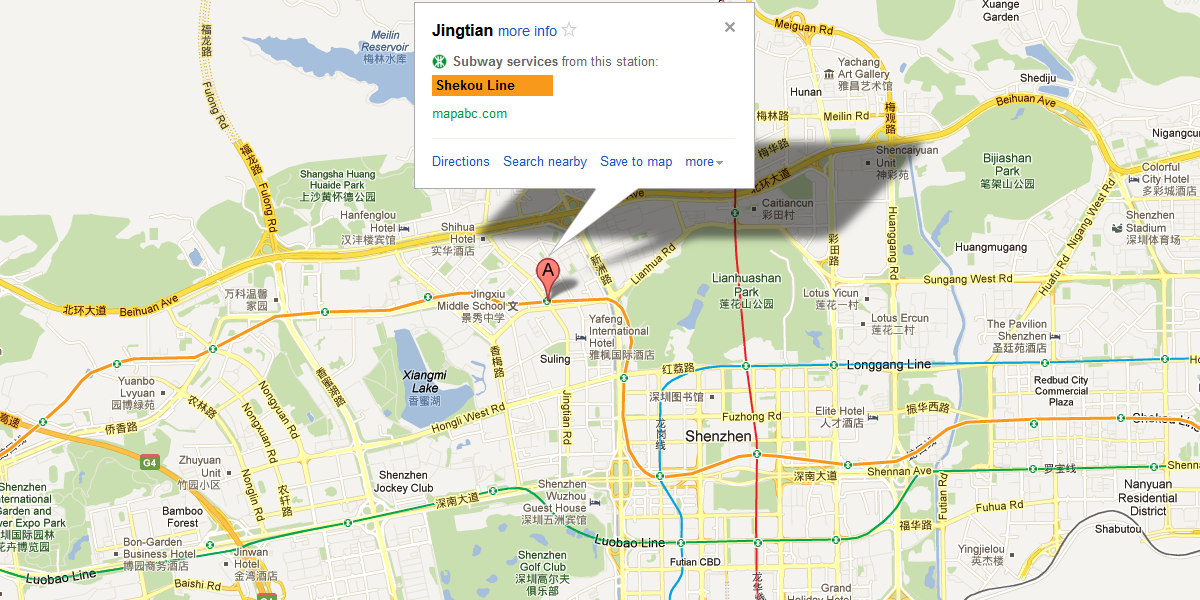 Jingtian more info
Subway services from this station:
Shekou Line
mapabc.com
Directions Search nearby Save to map more
Xuange
Garden
Meiguan Rd
Meilin
Reservoir
梅林水库
福龙路
Fulong Rd
Yachang
Art Gallery
雅昌艺术馆
Shediju
Hunan
Beihuan Ave
梅林路
Meilin Rd
梅观路
梅华路
Nigangcun
福龙路
Fulong Rd
Shencaiyuan
Unit
神彩苑
Bijiashan
Park
笔架山公园
Colorful
City Hotel
多彩城酒店
Shangsha Huang
Huaide Park
上沙黄怀德公园
北环大道
Ave
Caitiancun
彩田村
Hanfenglou
Hotel
汉沣楼宾馆
Shihua
Hotel
实华酒店
Shenzhen
Stadium
深圳体育场
彩田路
Huanggang Rd
Huangmugang
Nigang West Rd
Huafu Rd
新洲路
Lianhua Rd
Lianhuashan
Park
莲花山公园
Sungang West Rd
万科温馨
家园
Jingxiu
Middle School
景秀中学
A
Lotus Yicun
莲花一村
北环大道
Beihuan Ave
Yafeng
International
Hotel
雅枫国际酒店
Lotus Ercun
莲花二村
The Pavilion
Shenzhen
圣廷苑酒店
香梅路
Suling
红荔路
Longgang Line
Xiangmi
Lake
香蜜湖
Yuanbo
Lvyuan
园博绿苑
香蜜湖路
Nongyuan Rd
农林路
Nongxuan Rd
Jingtian Rd
深圳图书馆
Redbud City
Commercial
Plaza
Hongli West Rd
Fuzhong Rd
Elite Hotel
人才酒店
振华西路
侨香路
龙岗线
Shenzhen
G4
Zhuyuan
Unit
竹园小区
Shenzhen
Jockey Club
深南大道
Shennan Ave
罗宝线
Nonglin Rd
农轩路
深南大道
Shenzhen
Wuzhou
Guest House
深圳五洲宾馆
Futian Rd
Fuhua Rd
Nanyuan
Residential
District
Bamboo
Forest
福华路
Shabutou
Bon-Garden
Business Hotel
博园商务酒店
Jinwan
Hotel
金湾酒店
Luobao Line
Luobao Line
Shenzhen
Golf Club
深圳高尔夫
俱乐部
Futian CBD
Yingjielou
英杰楼
Baishi Rd
Grand